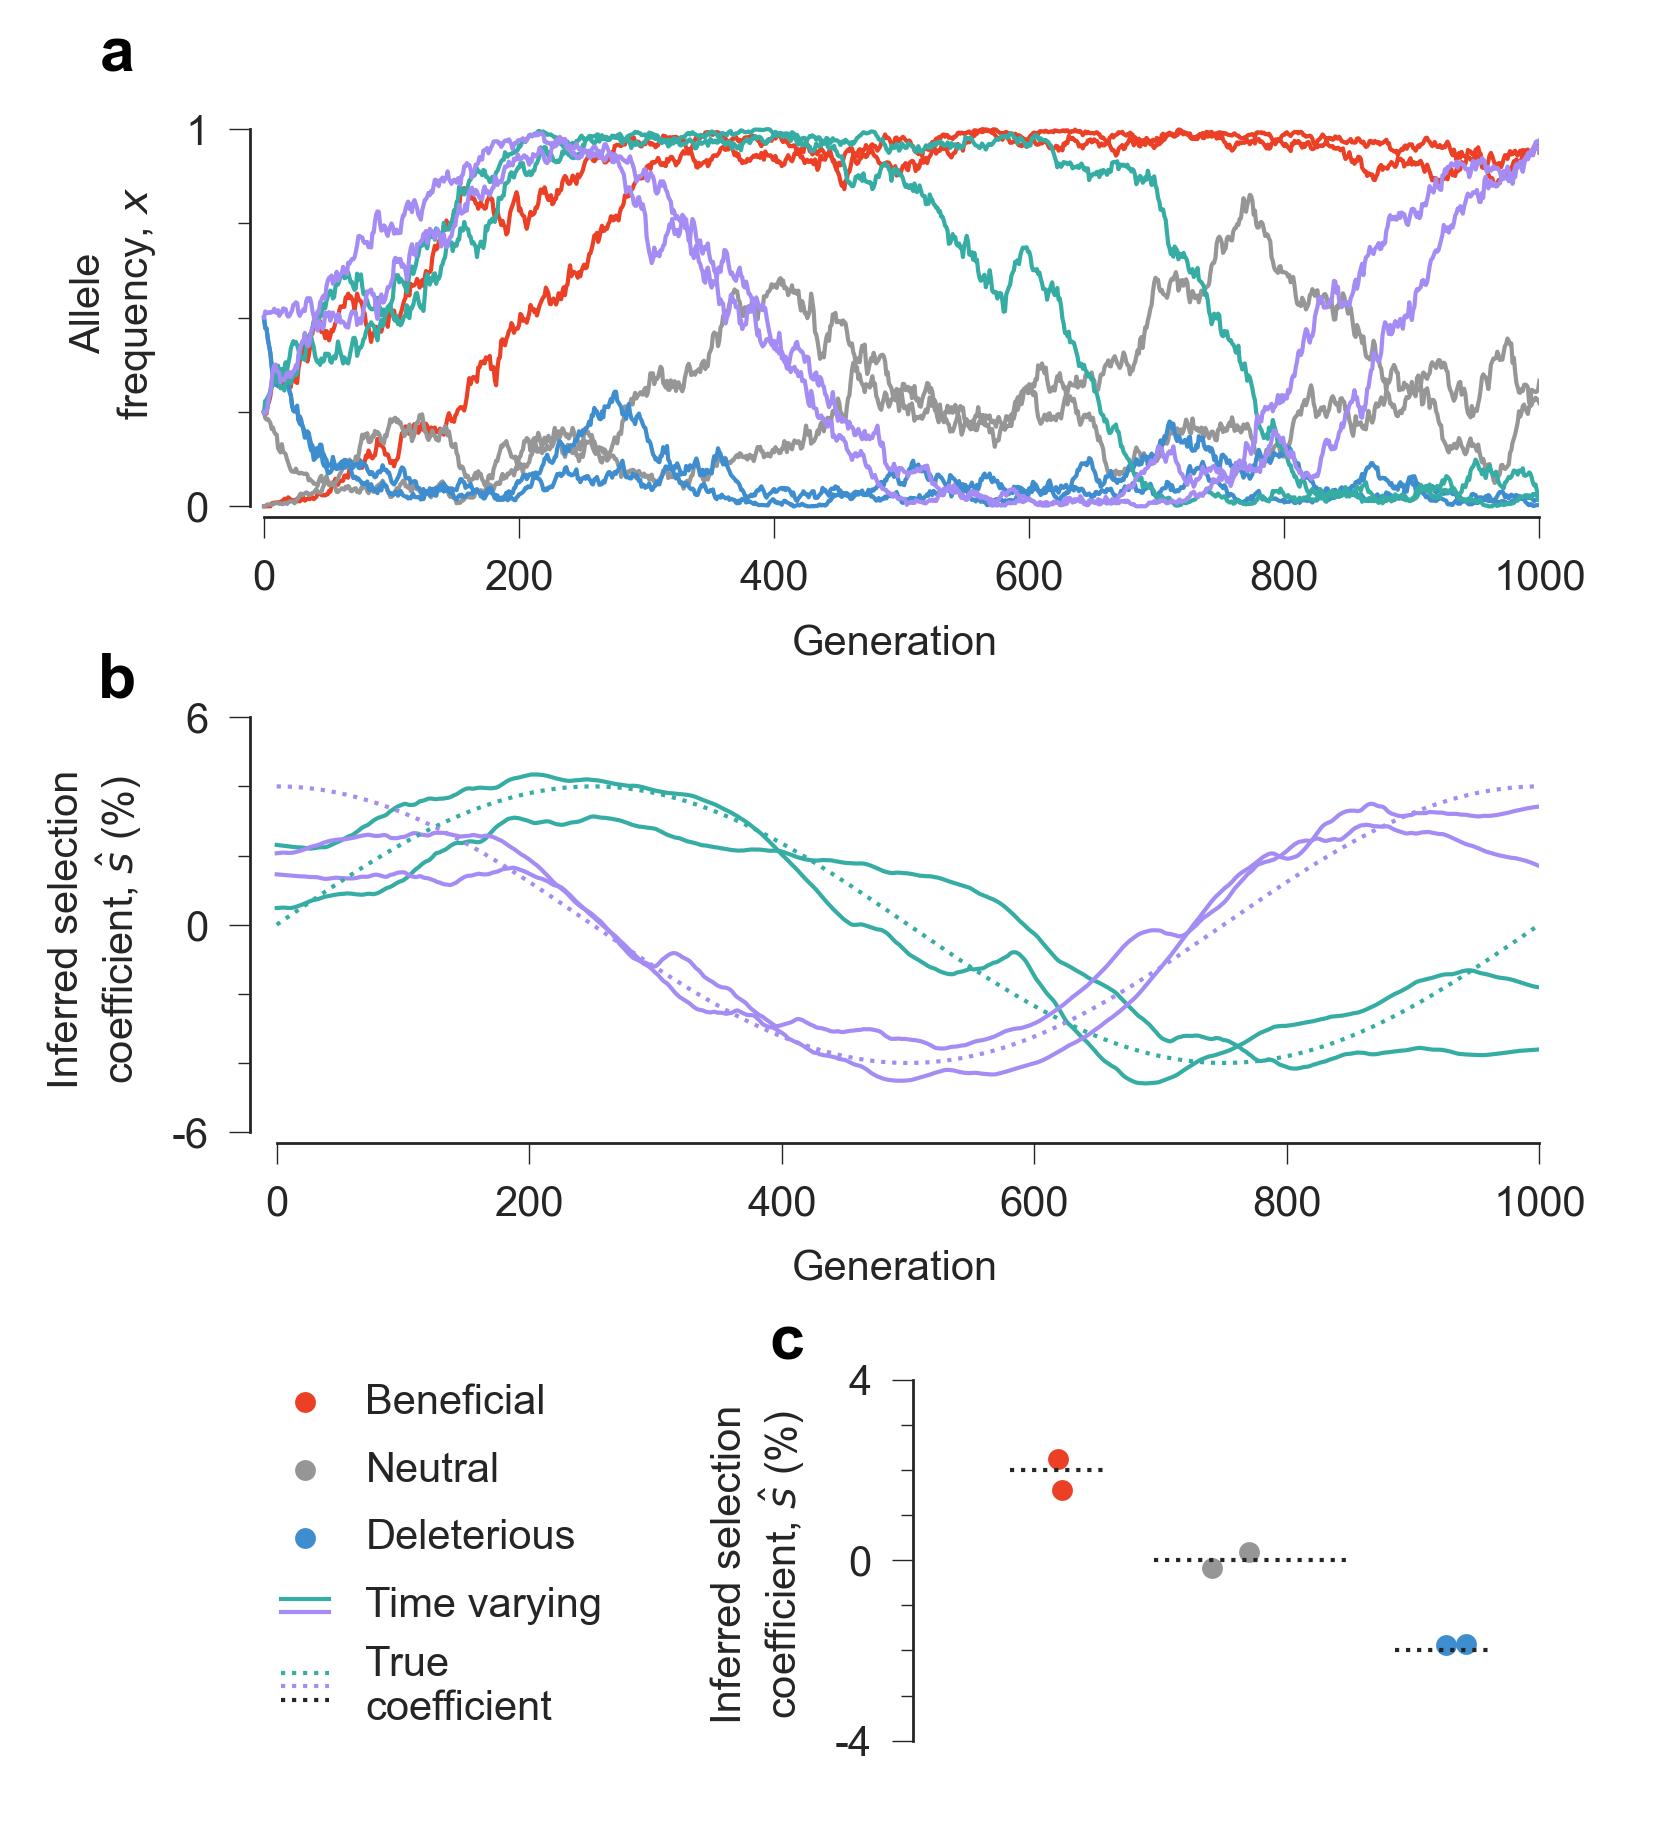 a
1
0
Allele
frequency, x
0 200 400 600 800 1000
Generation
b
6
0
-6
Inferred selection
coefficient, ŝ (%)
0 200 400 600 800 1000
Generation
c
4
0
-4
Inferred selection
coefficient, ŝ (%)
Beneficial
Neutral
Deleterious
Time varying
True
coefficient